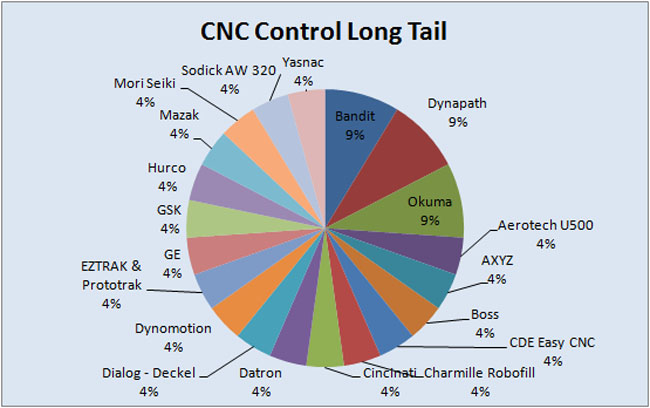 CNC Control Long Tail
Bandit
9%
Dynapath
9%
Okuma
9%
Aerotech U500
4%
AXYZ
4%
Boss
4%
CDE Easy CNC
4%
Charmille Robofill
4%
Cincinati
4%
Datron
4%
Dialog - Deckel
4%
Dynomotion
4%
EZTRAK &
Prototrak
4%
GE
4%
GSK
4%
Hurco
4%
Mazak
4%
Mori Seiki
4%
Sodick AW 320
4%
Yasnac
4%